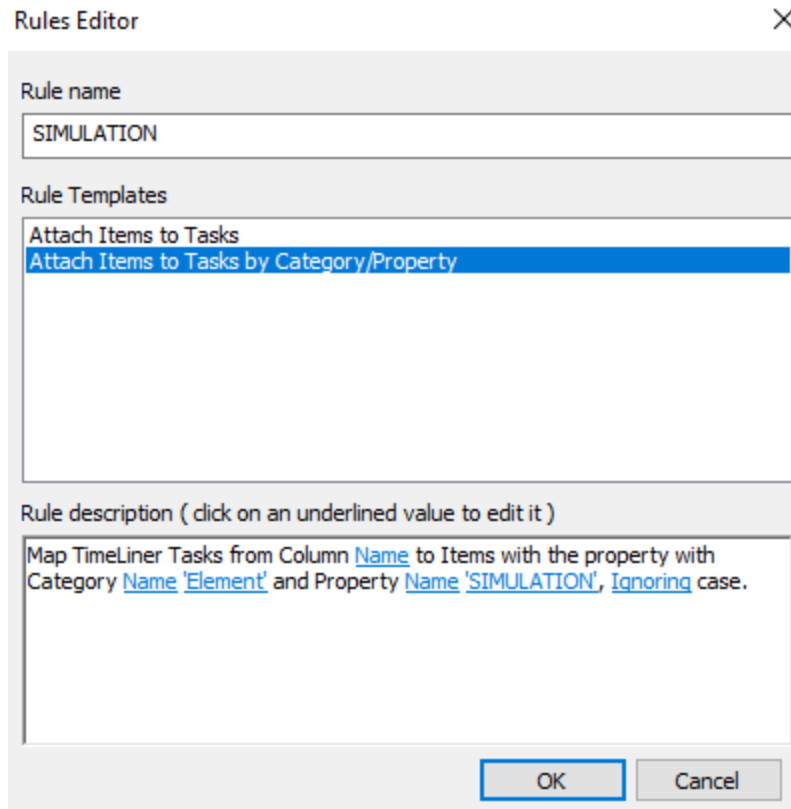 Rules Editor
Rule name
SIMULATION
Rule Templates
Attach Items to Tasks
Attach Items to Tasks by Category/Property
Rule description ( click on an underlined value to edit it )
Map TimeLiner Tasks from Column Name to Items with the property with
Category Name 'Element' and Property Name 'SIMULATION', Ignoring case.
OK Cancel